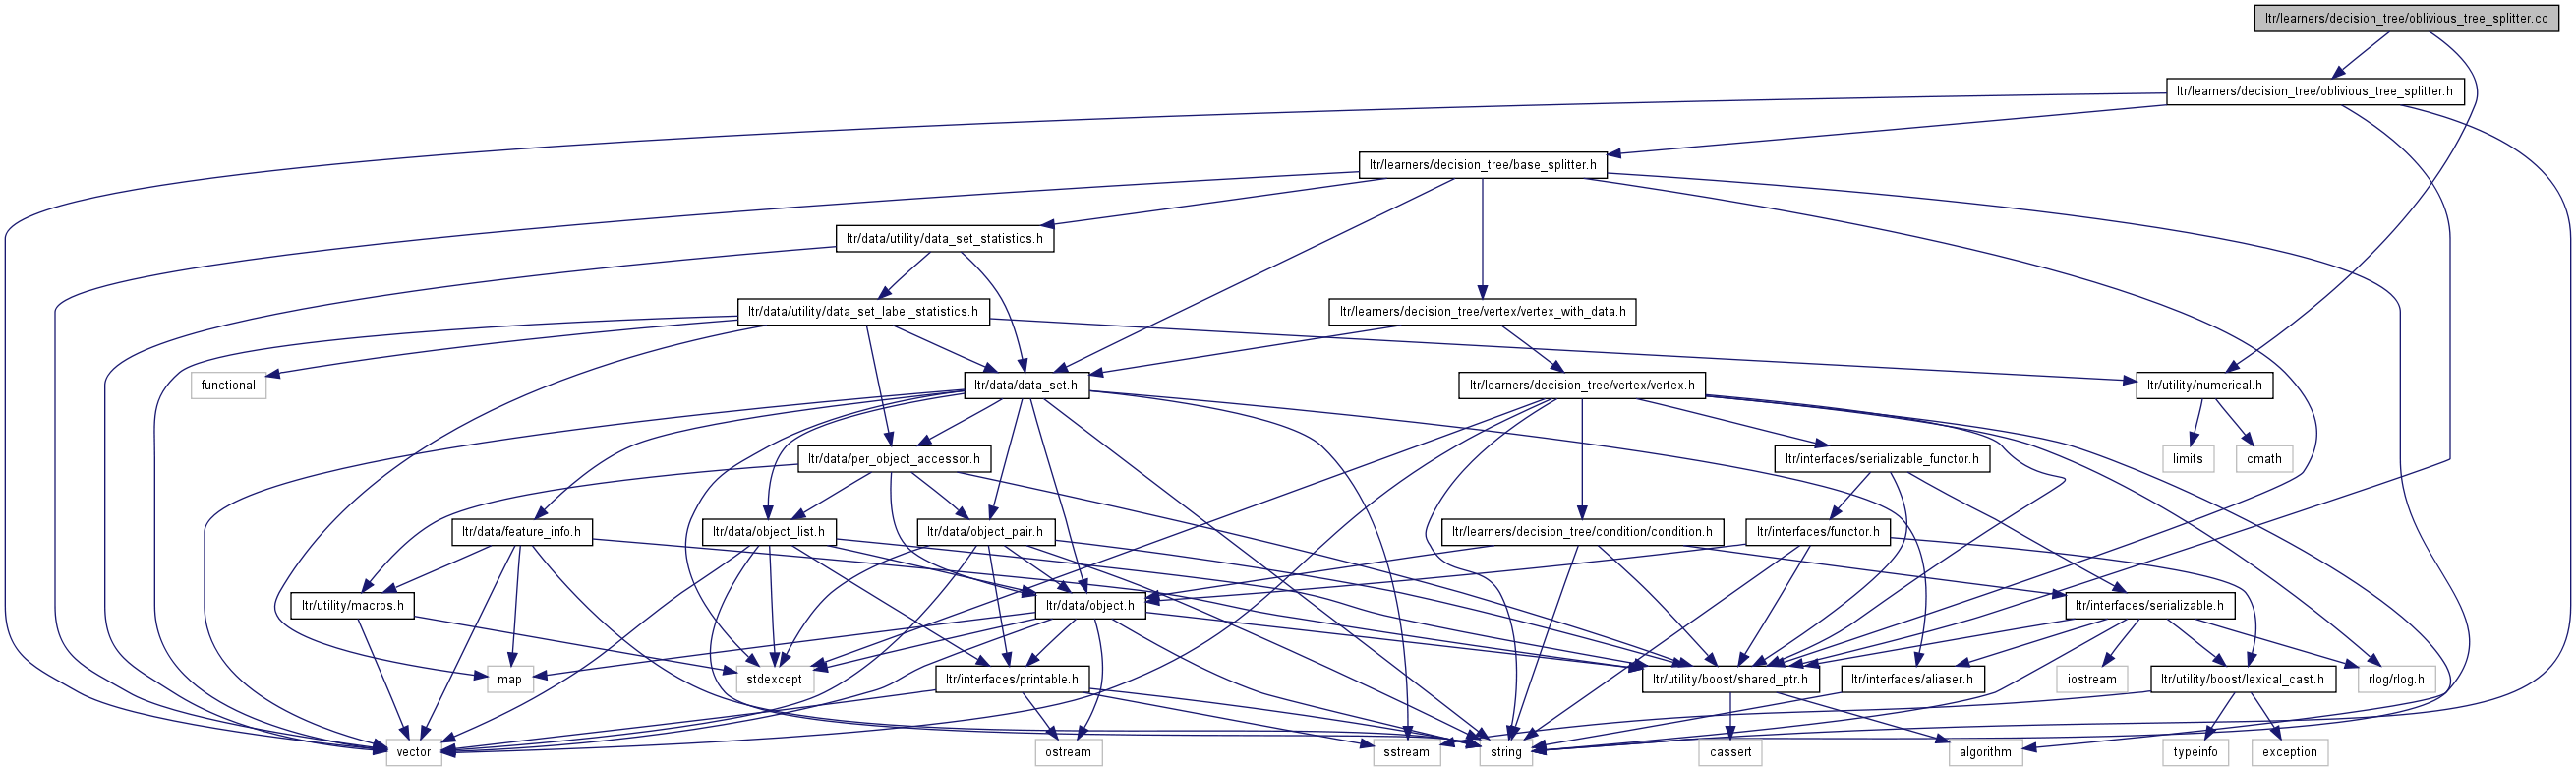 ltr/learners/decision_tree/oblivious_tree_splitter.cc
ltr/learners/decision_tree/oblivious_tree_splitter.h
ltr/learners/decision_tree/base_splitter.h
ltr/data/utility/data_set_statistics.h
ltr/data/utility/data_set_label_statistics.h
ltr/learners/decision_tree/vertex/vertex_with_data.h
functional
ltr/data/data_set.h
ltr/learners/decision_tree/vertex/vertex.h
ltr/utility/numerical.h
ltr/data/per_object_accessor.h
ltr/interfaces/serializable_functor.h
limits
cmath
ltr/data/feature_info.h
ltr/data/object_list.h
ltr/data/object_pair.h
ltr/learners/decision_tree/condition/condition.h
ltr/interfaces/functor.h
ltr/utility/macros.h
ltr/data/object.h
ltr/interfaces/serializable.h
map
stdexcept
ltr/interfaces/printable.h
ltr/utility/boost/shared_ptr.h
ltr/interfaces/aliaser.h
iostream
ltr/utility/boost/lexical_cast.h
rlog/rlog.h
vector
ostream
sstream
string
cassert
algorithm
typeinfo
exception